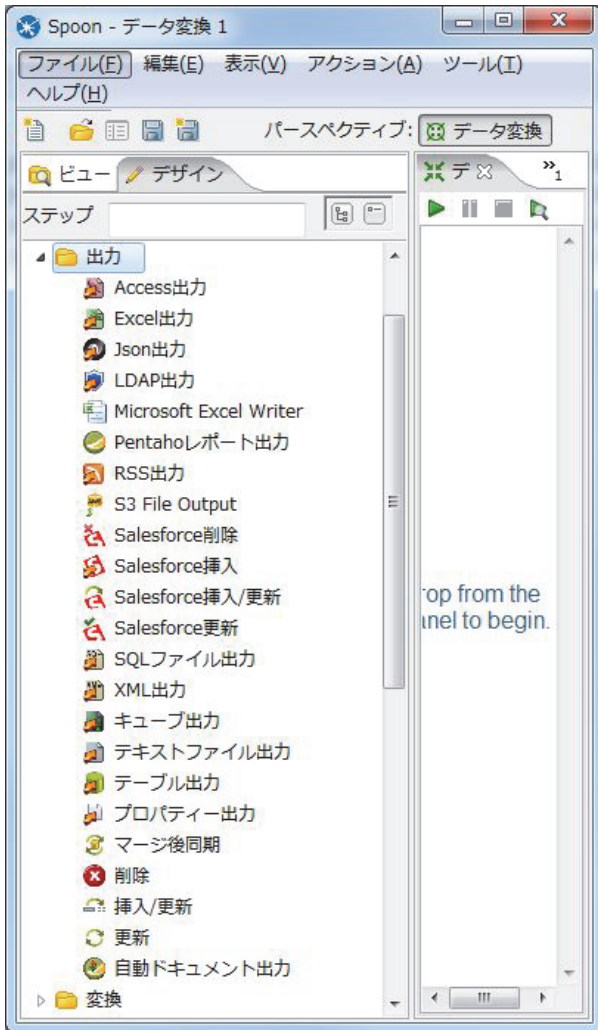 Spoon - データ変換 1
ファイル(F) 編集(E) 表示(V) アクション(A) ツール(T)
ヘルプ(H)
パースペクティブ: データ変換
ビュー デザイン
デ »1
ステップ
出力
Access出力
Excel出力
Json出力
LDAP出力
Microsoft Excel Writer
Pentahoレポート出力
RSS出力
S3 File Output
Salesforce削除
Salesforce挿入
Salesforce挿入/更新
Salesforce更新
SQLファイル出力
XML出力
キューブ出力
テキストファイル出力
テーブル出力
プロパティー出力
マージ後同期
削除
挿入/更新
更新
自動ドキュメント出力
変換
rop from the
anel to begin.